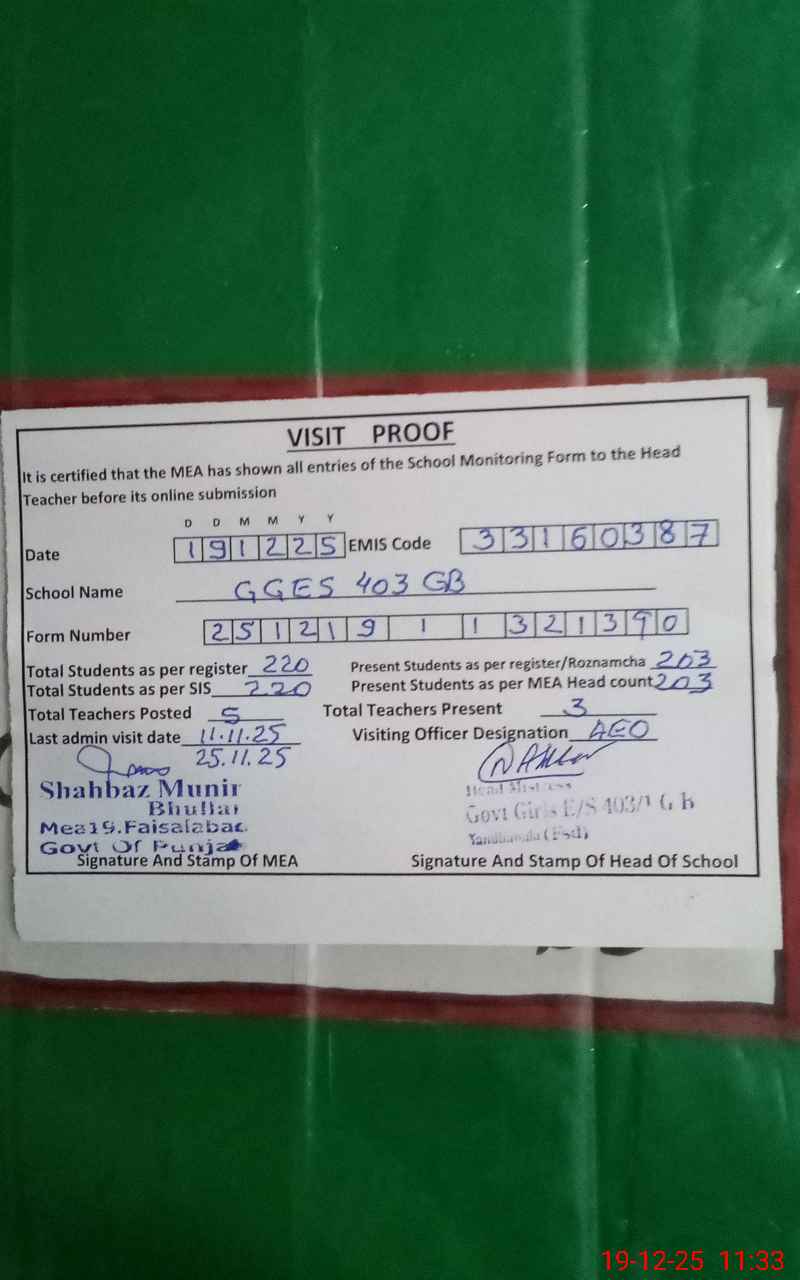 VISIT PROOF
It is certified that the MEA has shown all entries of the School Monitoring Form to the Head
Teacher before its online submission
D D M M Y Y
Date 191225 EMIS Code 33160387
School Name GGES 403 GB
Form Number 25121911321390
Total Students as per register 220 Present Students as per register/Roznamcha 203
Total Students as per SIS 220 Present Students as per MEA Head count 203
Total Teachers Posted 5 Total Teachers Present 3
Last admin visit date 11.11.25 Visiting Officer Designation AEO
25.11.25
Shahbaz Munir
Bhullar
Mea19.Faisalabad.
Govt Of Punjab
Head Mistress
Govt Girls E/S 403/1 G B
(Fsd)
Signature And Stamp Of MEA Signature And Stamp Of Head Of School
19-12-25 11:33